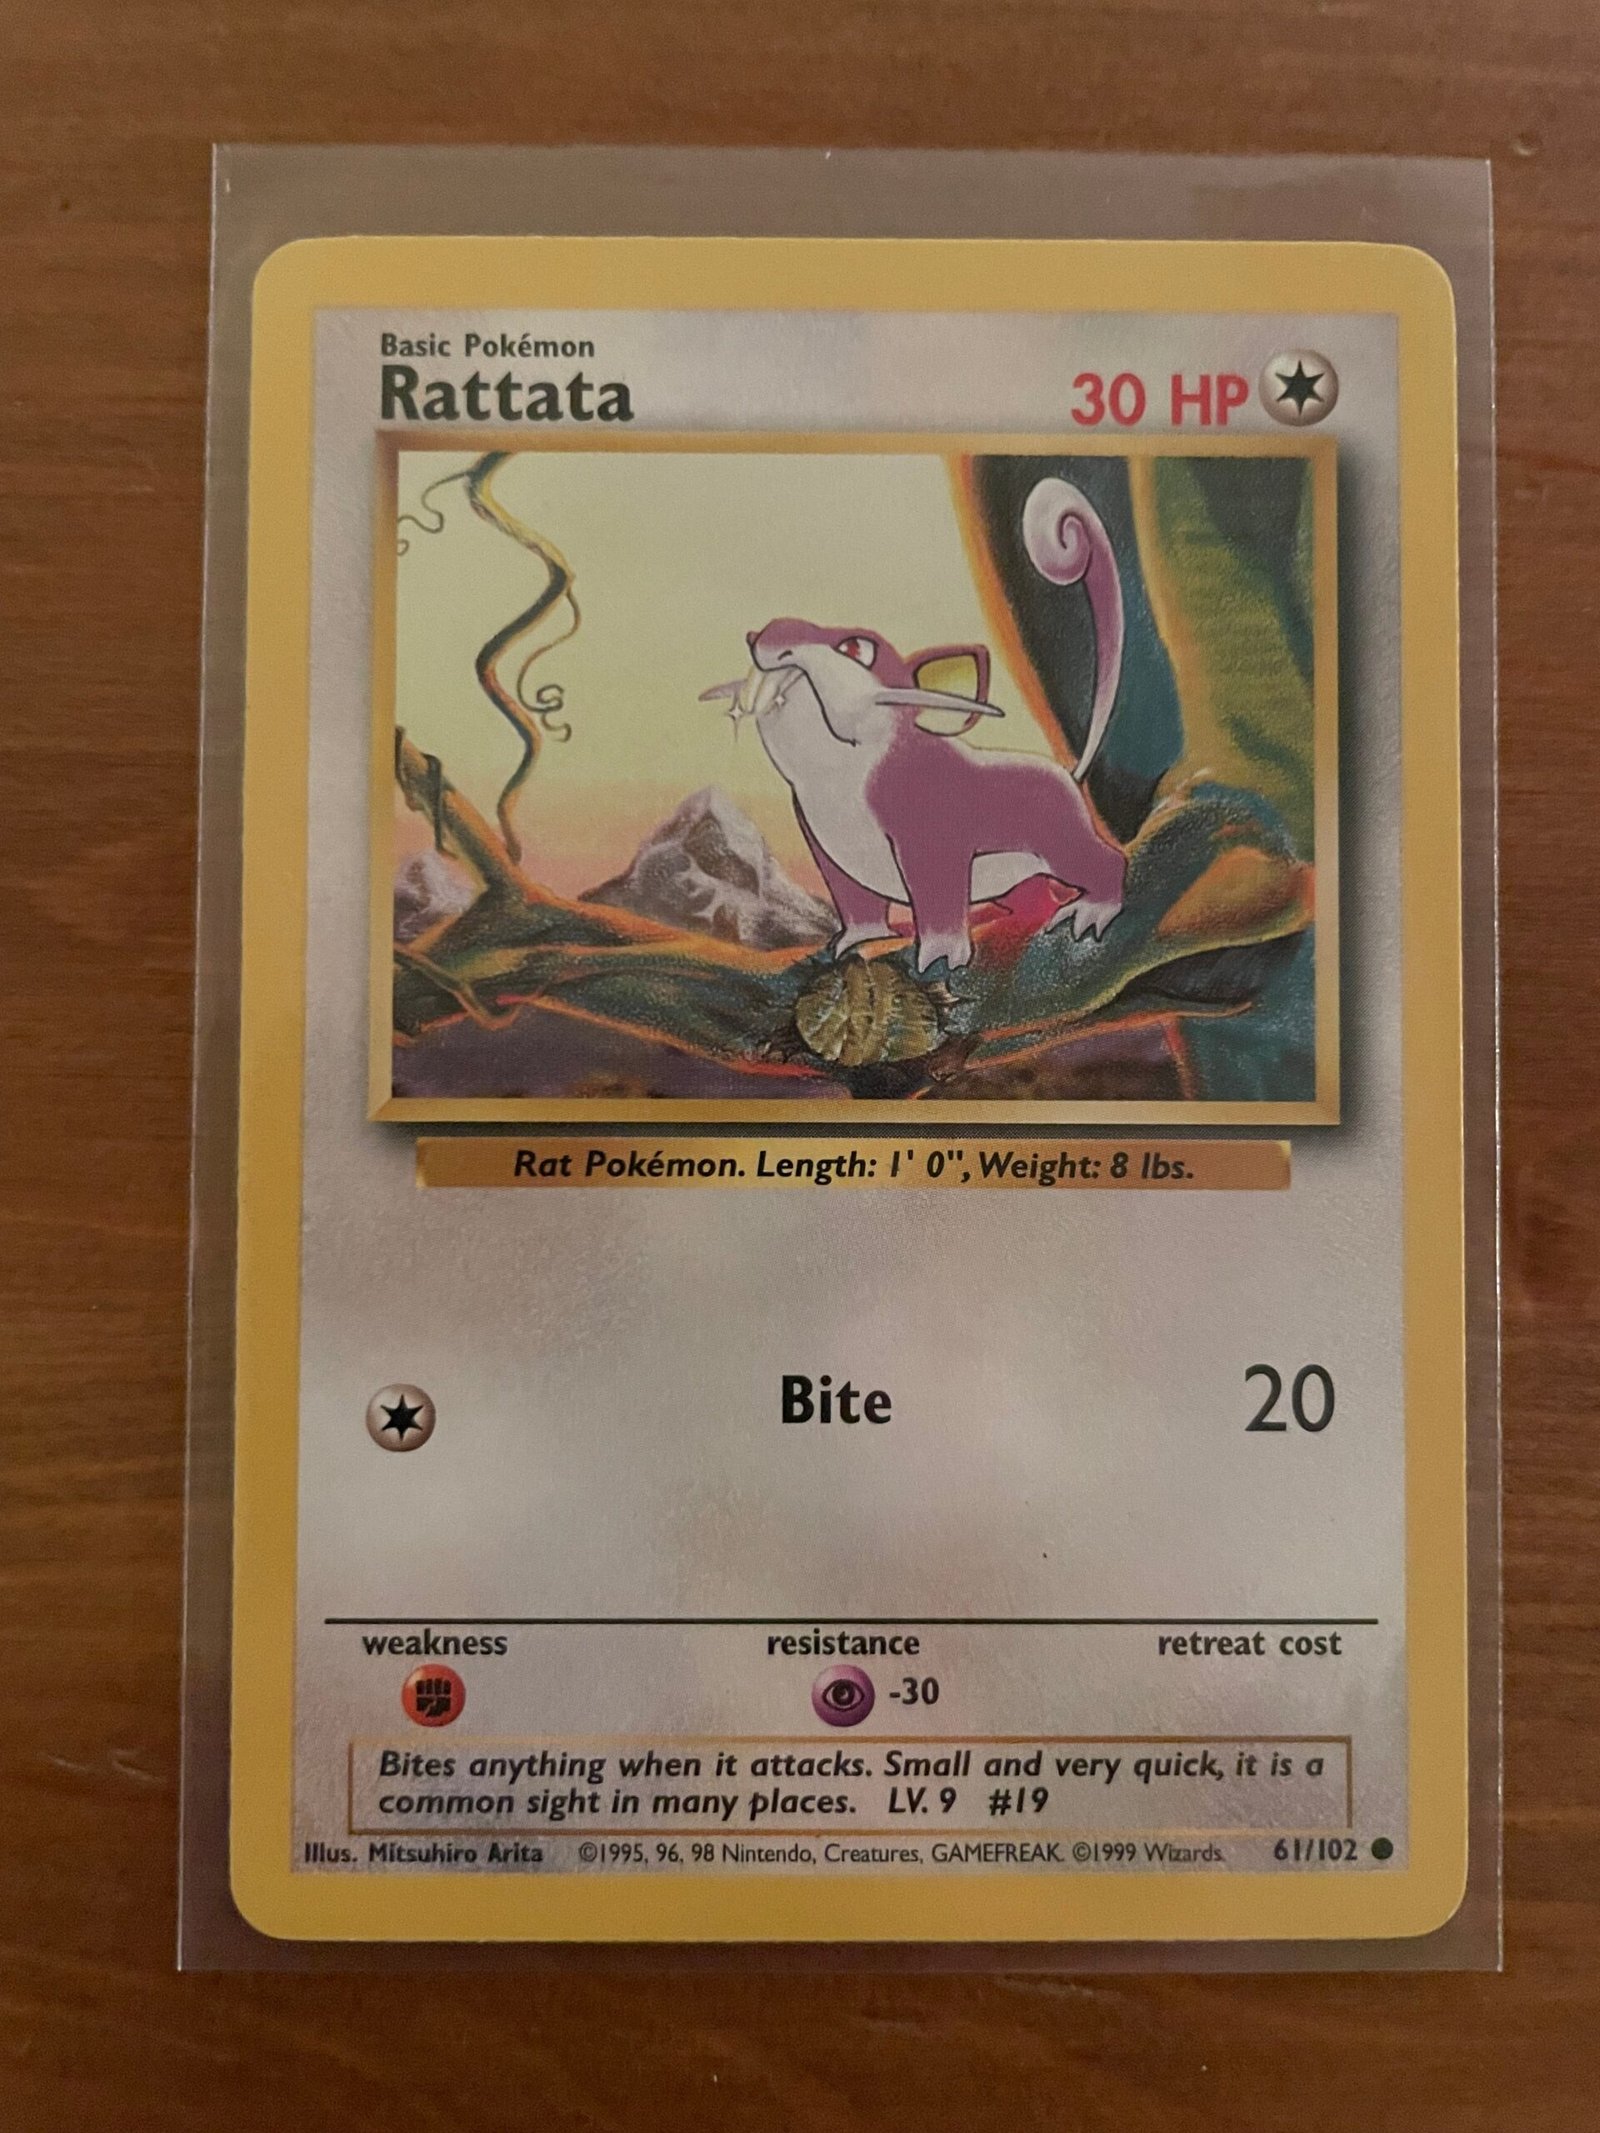 Basic Pokémon
Rattata
30 HP
Rat Pokémon. Length: 1' 0", Weight: 8 lbs.
Bite 20
weakness resistance retreat cost
-30
Bites anything when it attacks. Small and very quick, it is a
common sight in many places. LV. 9 #19
Illus. Mitsuhiro Arita ©1995, 96, 98 Nintendo, Creatures, GAMEFREAK. ©1999 Wizards. 61/102